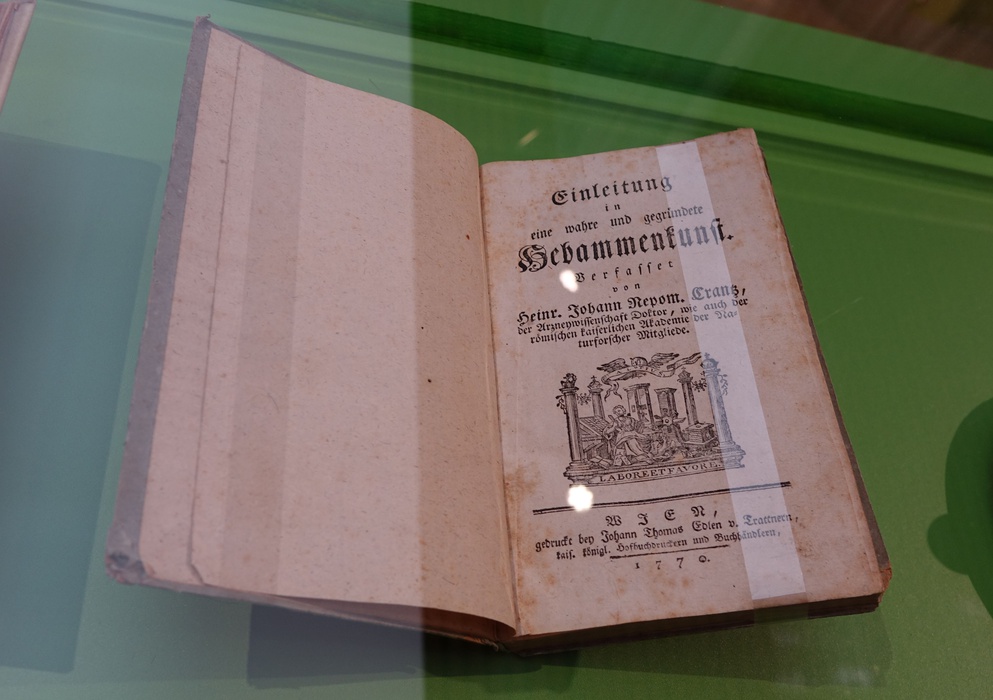 Einleitung
in
eine wahre und gegründete
Hebammenkunst.
Verfasset
von
Heinr. Johann Nepom. Crantz,
der Arzneywissenschaft Doktor, wie auch der
römischen kaiserlichen Akademie der Na-
turforscher Mitgliede.
LABORE ET FAVORE.
WIEN,
gedruckt bey Johann Thomas Edlen v. Trattnern,
kais. königl. Hofbuchdruckern und Buchhändlern,
1770.